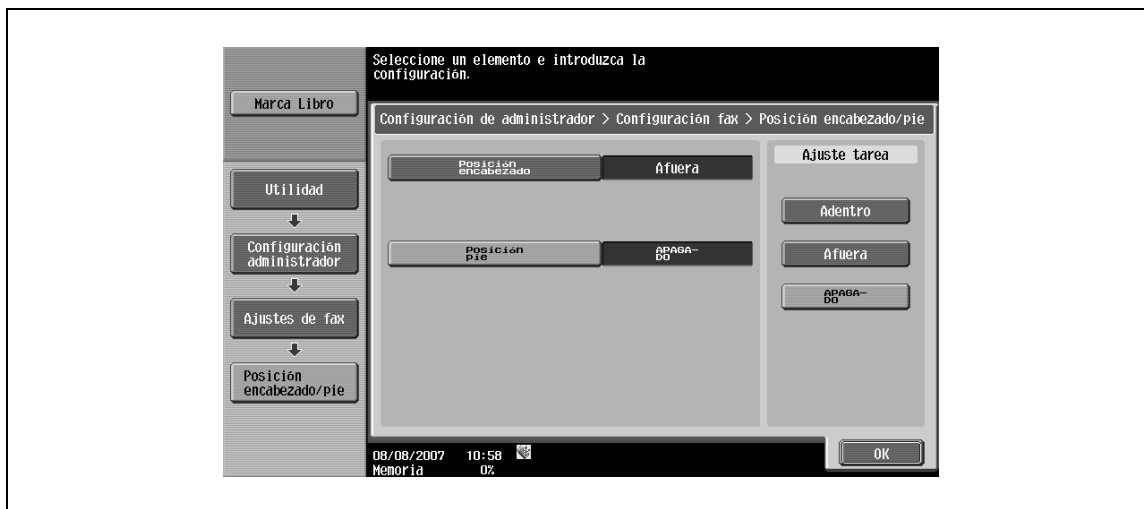 Seleccione un elemento e introduzca la
configuración.
Marca Libro
Configuración de administrador > Configuración fax > Posición encabezado/pie
Posición
encabezado
Afuera
Ajuste tarea
Utilidad
Adentro
Configuración
administrador
Posición
pie
APAGA-
DO
Afuera
APAGA-
DO
Ajustes de fax
Posición
encabezado/pie
08/08/2007 10:58
Memoria 0%
OK